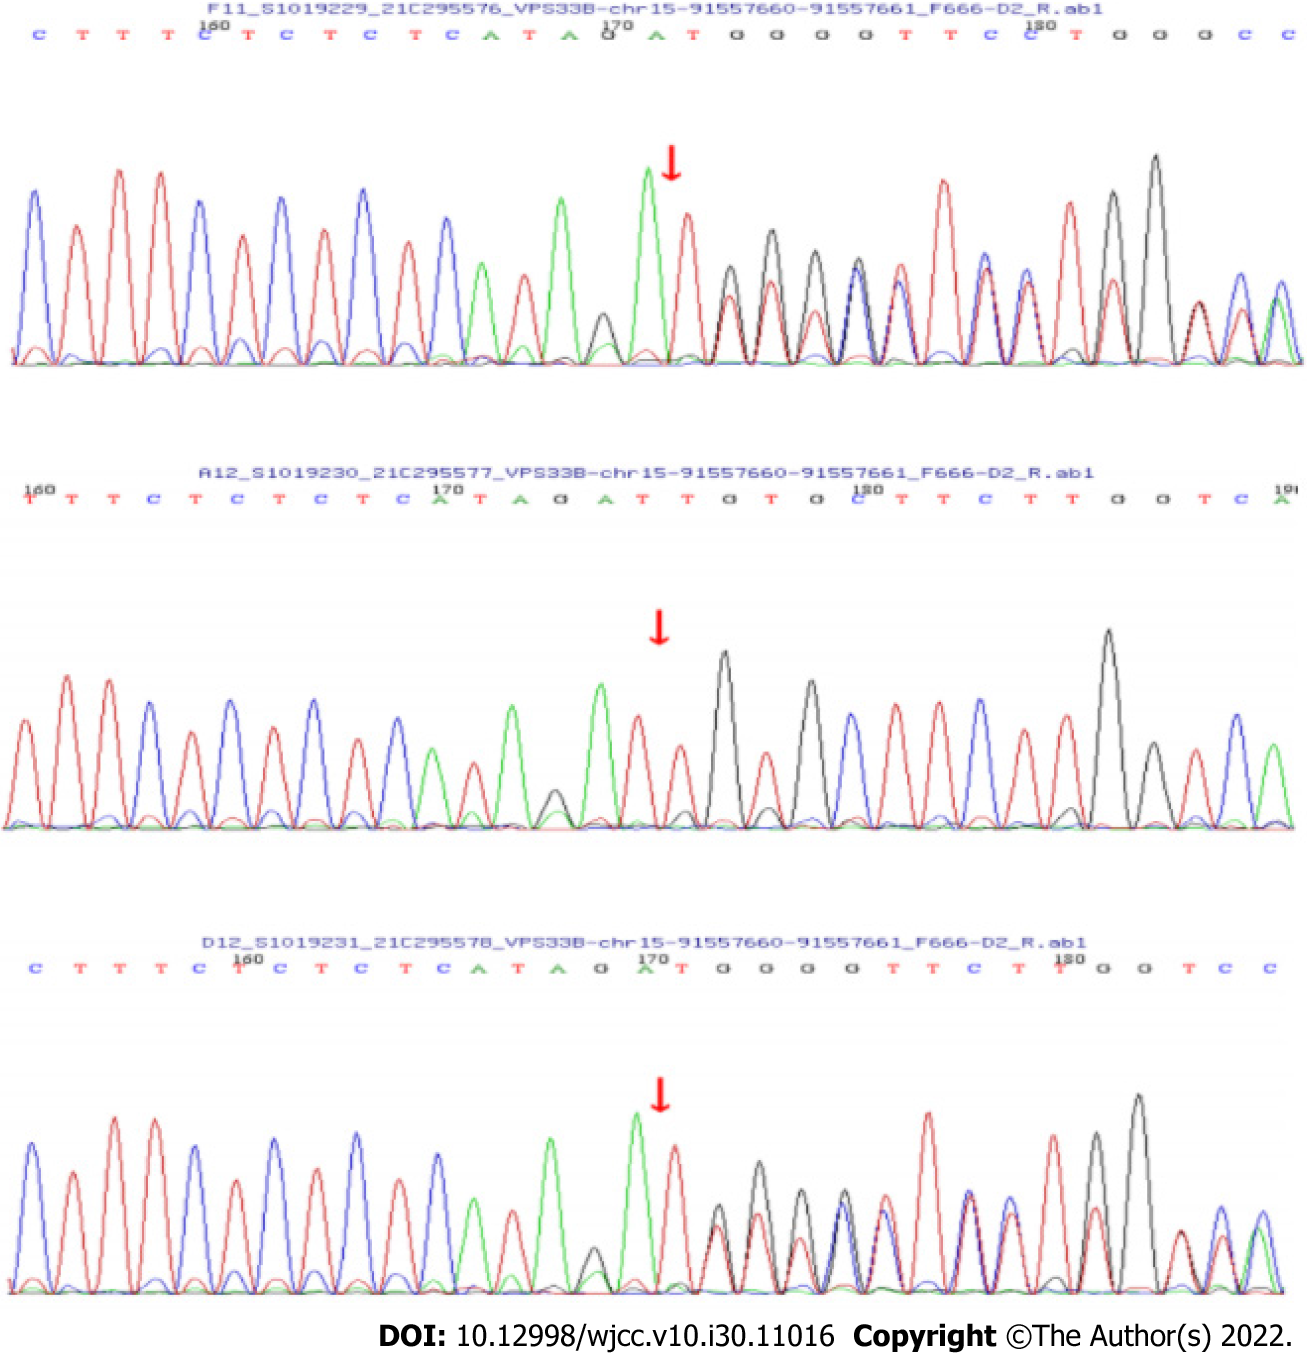 F11_S1019229_21C295576_VPS33B-chr15-91557660-91557661_F666-D2_R.ab1
160 170 180
C T T T C T C T C T C A T A G A T G G G G T T C C T G G G C C
A12_S1019230_21C295577_VPS33B-chr15-91557660-91557661_F666-D2_R.ab1
160 170 180 19
T T T C T C T C T C A T A G A T T G T G C T T C T T G G T C A
D12_S1019231_21C295578_VPS33B-chr15-91557660-91557661_F666-D2_R.ab1
160 170 180
C T T T C T C T C T C A T A G A T G G G G T T C T T G G T C C
DOI: 10.12998/wjcc.v10.i30.11016 Copyright ©The Author(s) 2022.